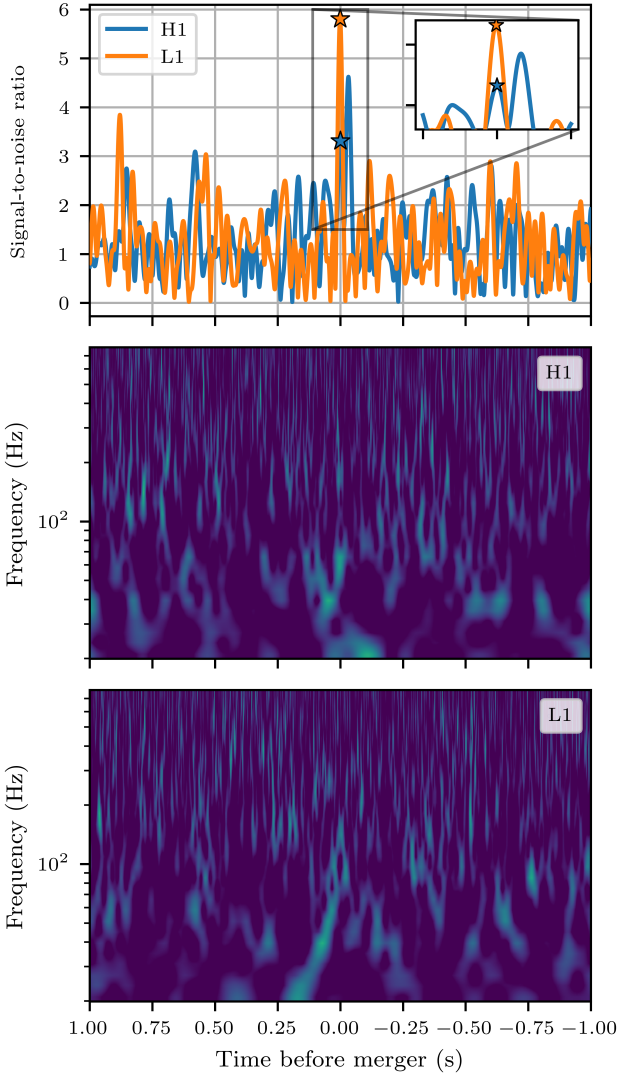 6
5
4
3
2
1
0
Signal-to-noise ratio
H1
L1
H1
10²
Frequency (Hz)
L1
10²
Frequency (Hz)
1.00 0.75 0.50 0.25 0.00 −0.25 −0.50 −0.75 −1.00
Time before merger (s)